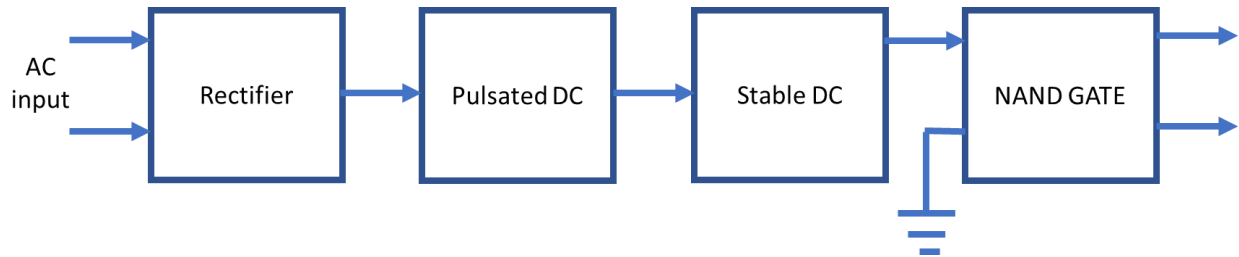 AC
input
Rectifier
Pulsated DC
Stable DC
NAND GATE